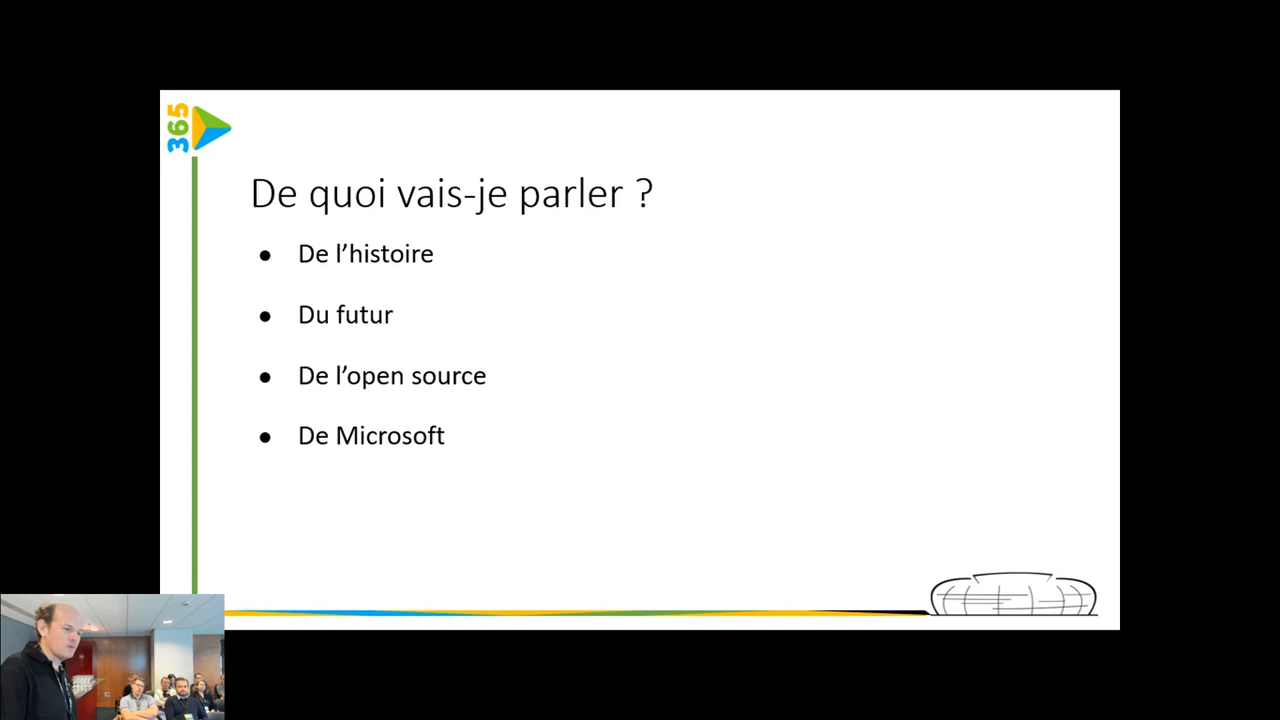 365
De quoi vais-je parler ?
● De l’histoire
● Du futur
● De l’open source
● De Microsoft